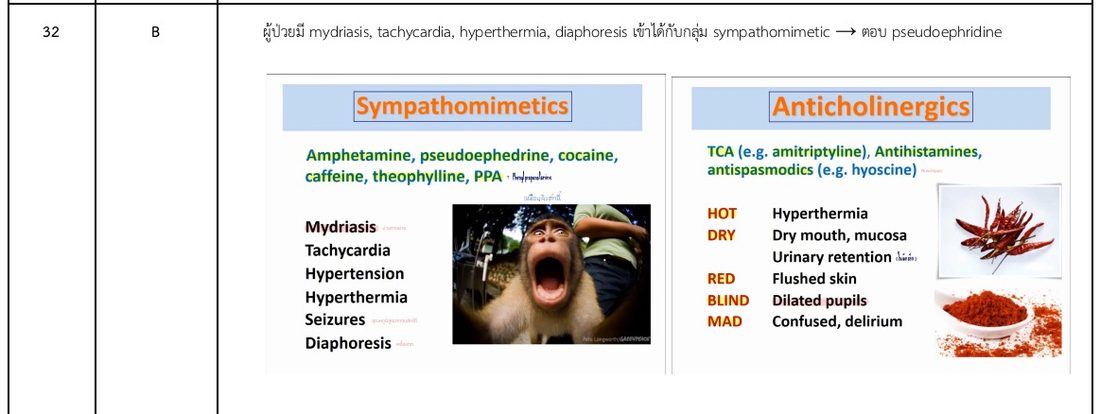 32
B
ผู้ป่วยมี mydriasis, tachycardia, hyperthermia, diaphoresis เข้าได้กับกลุ่ม sympathomimetic → ตอบ pseudoephridine
Sympathomimetics
Amphetamine, pseudoephedrine, cocaine,
caffeine, theophylline, PPA · Phenylpropanolamine
Mydriasis
Tachycardia
Hypertension
Hyperthermia
Seizures
Diaphoresis
Anticholinergics
TCA (e.g. amitriptyline), Antihistamines,
antispasmodics (e.g. hyoscine)
HOT Hyperthermia
DRY Dry mouth, mucosa
Urinary retention
RED Flushed skin
BLIND Dilated pupils
MAD Confused, delirium